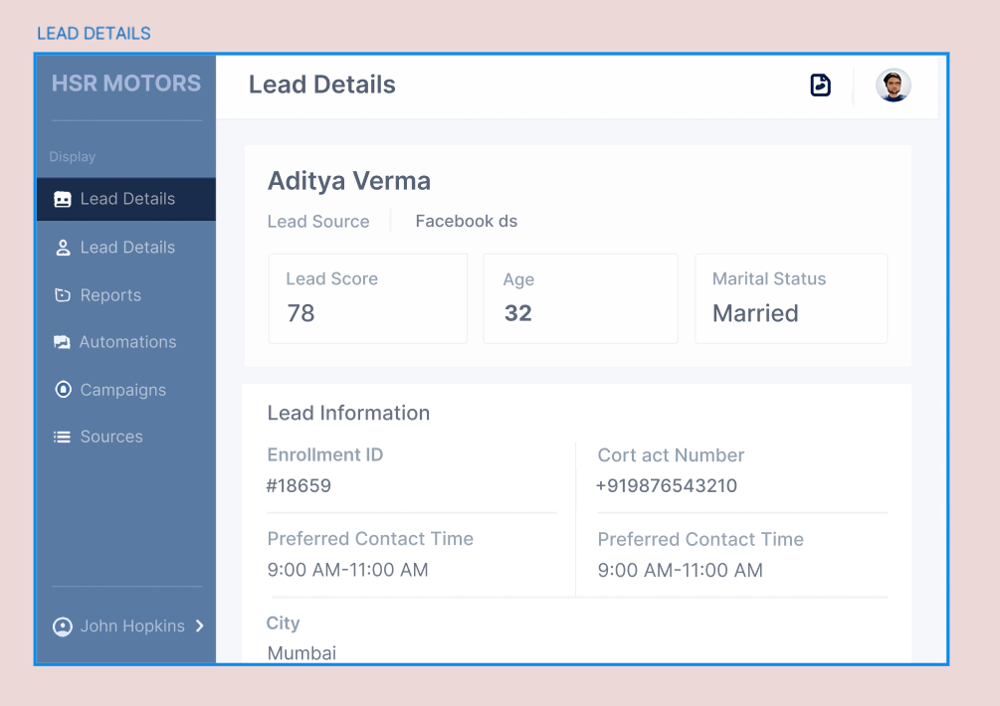 LEAD DETAILS
HSR MOTORS
Display
Lead Details
Lead Details
Reports
Automations
Campaigns
Sources
John Hopkins
Lead Details
Aditya Verma
Lead Source Facebook ds
Lead Score
78
Age
32
Marital Status
Married
Lead Information
Enrollment ID
#18659
Cort act Number
+919876543210
Preferred Contact Time
9:00 AM-11:00 AM
Preferred Contact Time
9:00 AM-11:00 AM
City
Mumbai